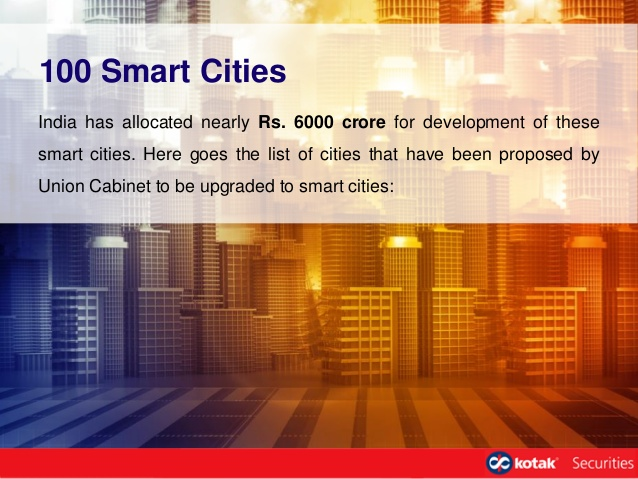 100 Smart Cities
India has allocated nearly Rs. 6000 crore for development of these
smart cities. Here goes the list of cities that have been proposed by
Union Cabinet to be upgraded to smart cities:
kotak® Securities